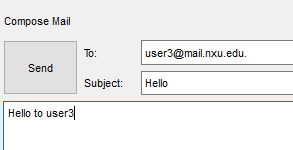 Compose Mail
Send
To:
user3@mail.nxu.edu.
Subject:
Hello
Hello to user3